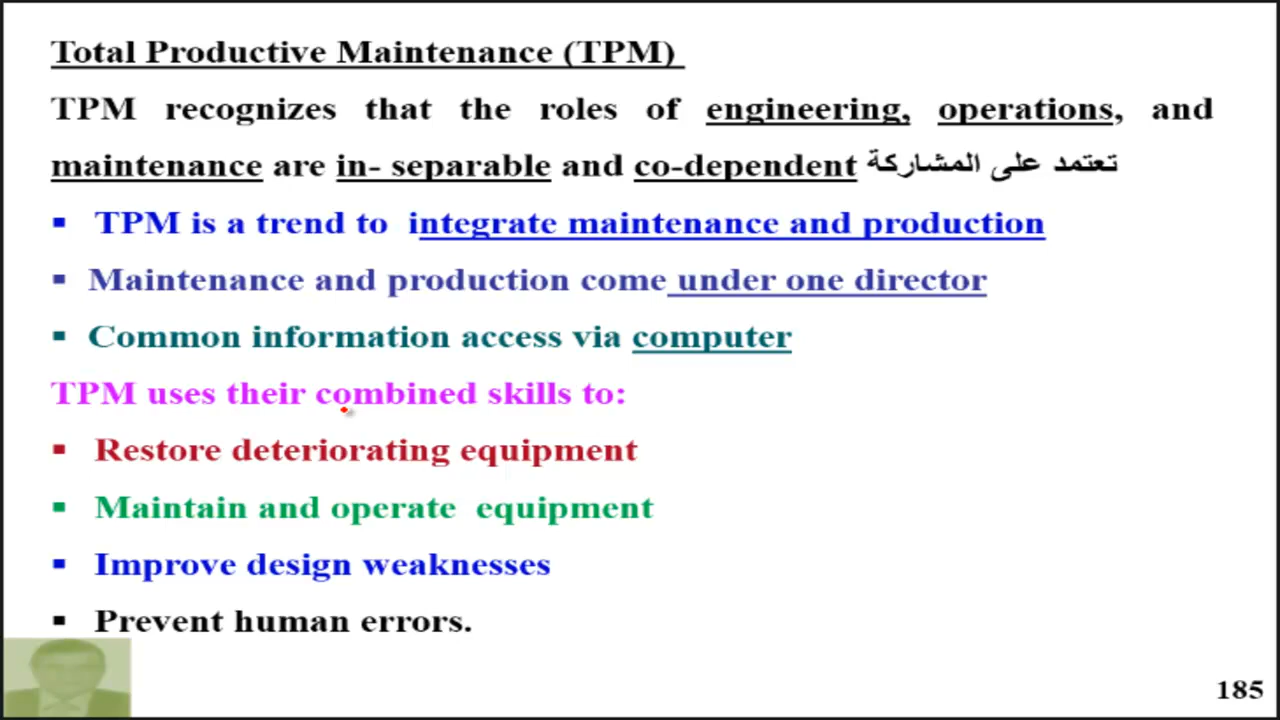 Total Productive Maintenance (TPM)
TPM recognizes that the roles of engineering, operations, and
maintenance are in- separable and co-dependent تعتمد على المشاركة
▪ TPM is a trend to integrate maintenance and production
▪ Maintenance and production come under one director
▪ Common information access via computer
TPM uses their combined skills to:
▪ Restore deteriorating equipment
▪ Maintain and operate equipment
▪ Improve design weaknesses
▪ Prevent human errors.
185